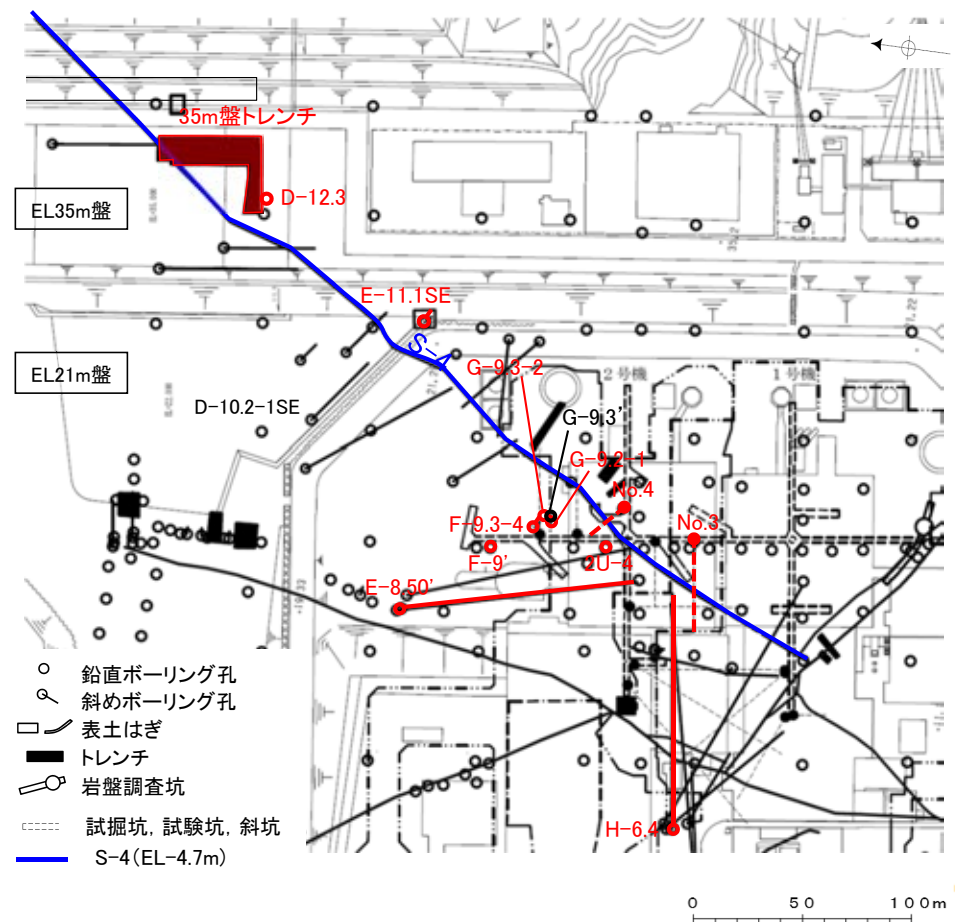 35m盤トレンチ
D-12.3
EL35m盤
35.2
E-11.1SE
S-4
21.22
EL21m盤
G-9.3-2
2号機
1号機
D-10.2-1SE
G-9.3'
G-9.2-1
No.4
F-9.3-4
No.3
F-9'
2U-4
E-8.50'
鉛直ボーリング孔
斜めボーリング孔
表土はぎ
トレンチ
岩盤調査坑
試掘坑, 試験坑, 斜坑
S-4(EL-4.7m)
H-6.4
0 50 100m